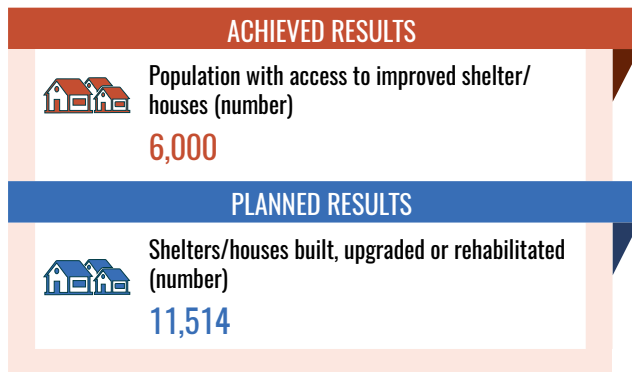 ACHIEVED RESULTS
Population with access to improved shelter/
houses (number)
6,000
PLANNED RESULTS
Shelters/houses built, upgraded or rehabilitated
(number)
11,514